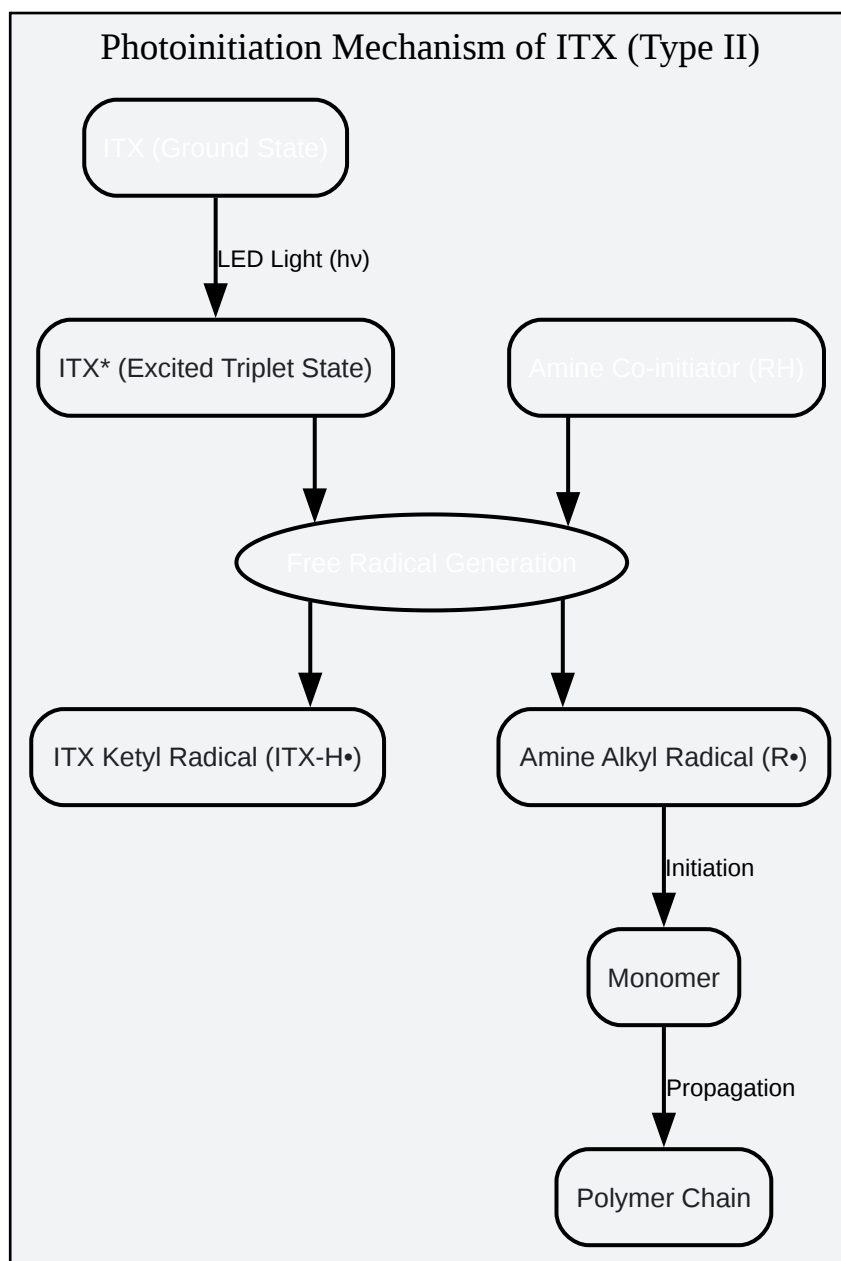 Photoinitiation Mechanism of ITX (Type II)
ITX (Ground State)
LED Light (hν)
ITX* (Excited Triplet State)
Amine Co-initiator (RH)
Free Radical Generation
ITX Ketyl Radical (ITX-H•)
Amine Alkyl Radical (R•)
Initiation
Monomer
Propagation
Polymer Chain